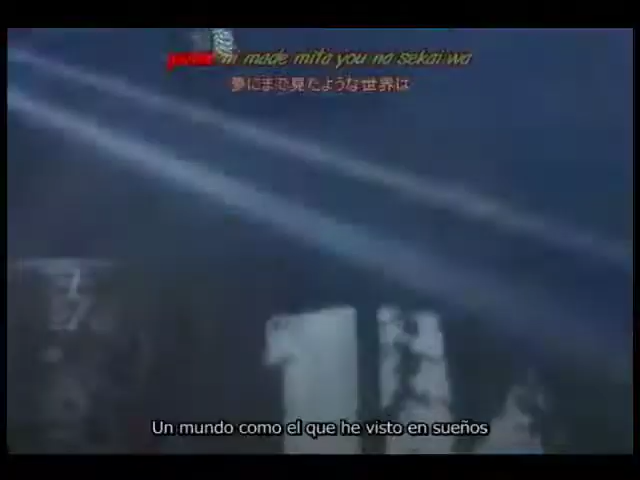 yume ni made mita you na sekai wa
夢にまで見たような世界は
Un mundo como el que he visto en sueños